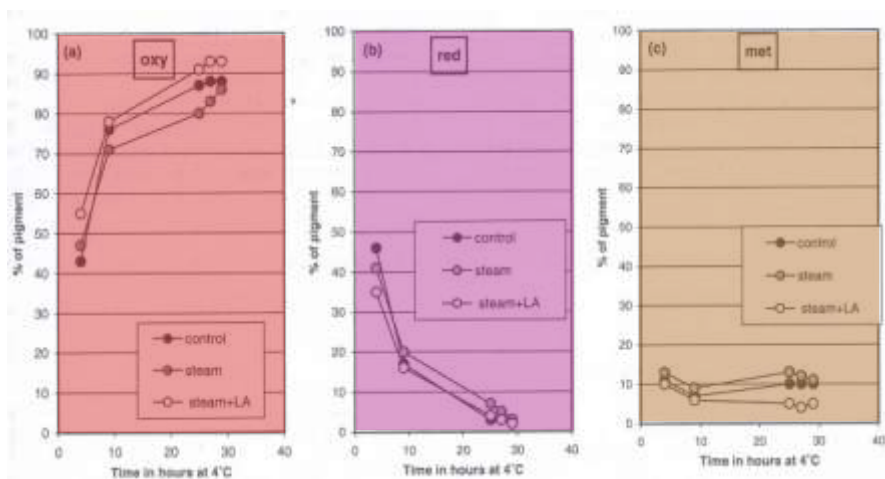 (a)
oxy
100
90
80
70
60
50
40
30
20
10
0
0 10 20 30 40
% of pigment
Time in hours at 4°C
control
steam
steam+LA
(b)
red
100
90
80
70
60
50
40
30
20
10
0
0 10 20 30 40
% of pigment
Time in hours at 4°C
control
steam
steam+LA
(c)
met
100
90
80
70
60
50
40
30
20
10
0
0 10 20 30 40
% of pigment
Time in hours at 4°C
control
steam
steam+LA